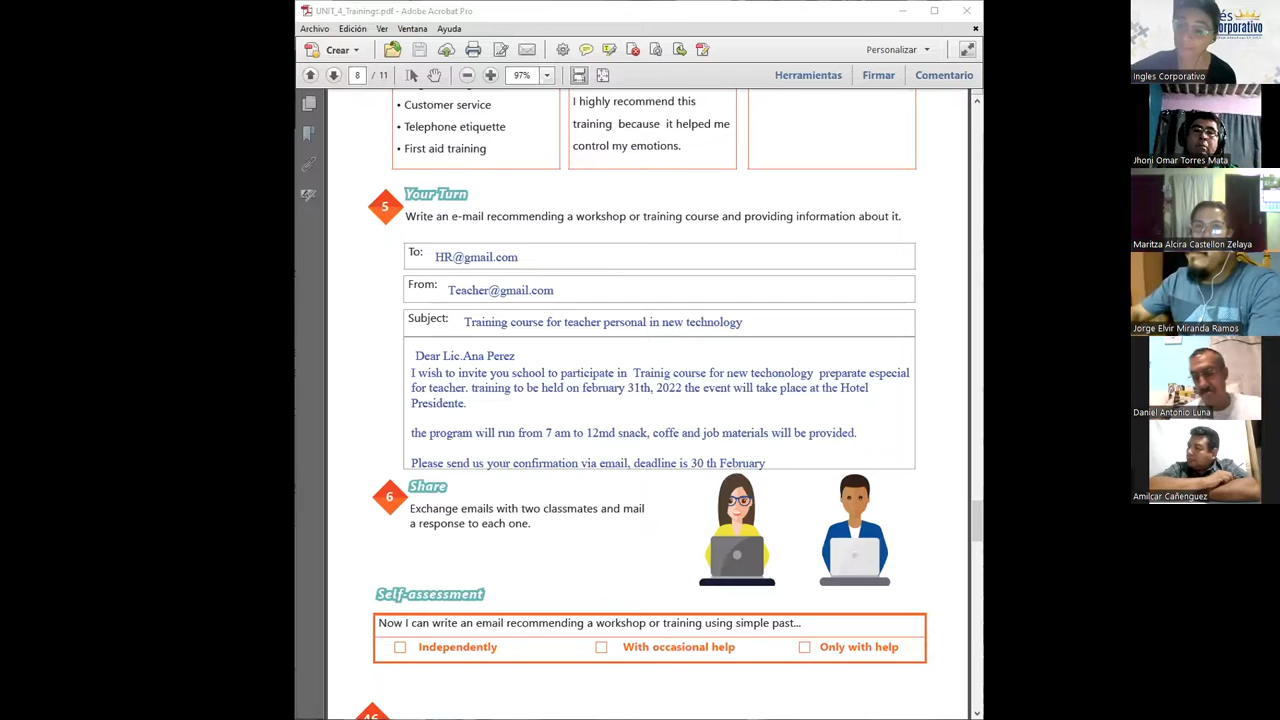 UNIT_4_Trainings.pdf - Adobe Acrobat Pro
Archivo Edición Ver Ventana Ayuda
Crear
Personalizar
8 / 11
97%
Herramientas Firmar Comentario
• Customer service
• Telephone etiquette
• First aid training
I highly recommend this
training because it helped me
control my emotions.
5
Your Turn
Write an e-mail recommending a workshop or training course and providing information about it.
To: HR@gmail.com
From: Teacher@gmail.com
Subject: Training course for teacher personal in new technology
Dear Lic.Ana Perez
I wish to invite you school to participate in Trainig course for new techonology preparate especial
for teacher. training to be held on february 31th, 2022 the event will take place at the Hotel
Presidente.
the program will run from 7 am to 12md snack, coffe and job materials will be provided.
Please send us your confirmation via email, deadline is 30 th February
6
Share
Exchange emails with two classmates and mail
a response to each one.
Self-assessment
Now I can write an email recommending a workshop or training using simple past...
Independently With occasional help Only with help
46
Ingles Corporativo
Jhoni Omar Torres Mata
Maritza Alcira Castellon Zelaya
Jorge Elvir Miranda Ramos
Daniel Antonio Luna
Amilcar Cañenguez